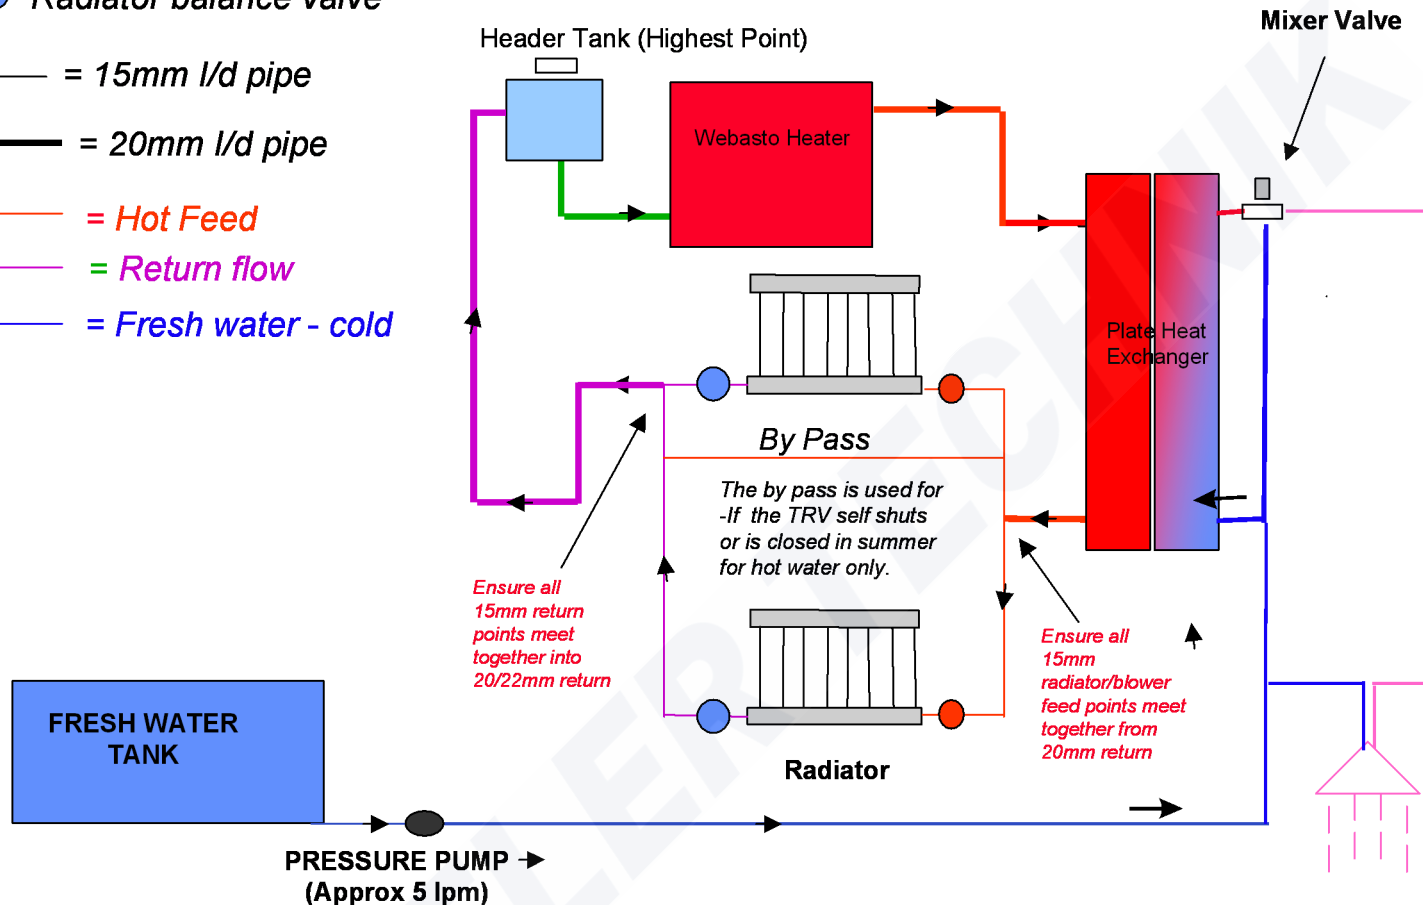 Radiator balance valve
= 15mm I/d pipe
= 20mm I/d pipe
= Hot Feed
= Return flow
= Fresh water - cold
Header Tank (Highest Point)
Webasto Heater
Mixer Valve
Plate Heat
Exchanger
By Pass
The by pass is used for
-If the TRV self shuts
or is closed in summer
for hot water only.
Ensure all
15mm return
points meet
together into
20/22mm return
Ensure all
15mm
radiator/blower
feed points meet
together from
20mm return
Radiator
FRESH WATER
TANK
PRESSURE PUMP
(Approx 5 lpm)
LER TECHNIK